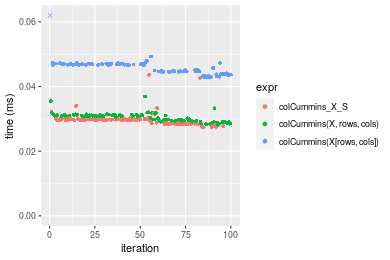 0.06
0.04
0.02
0.00
time (ms)
0
25
50
75
100
iteration
expr
colCummins_X_S
colCummins(X, rows, cols)
colCummins(X[rows, cols])